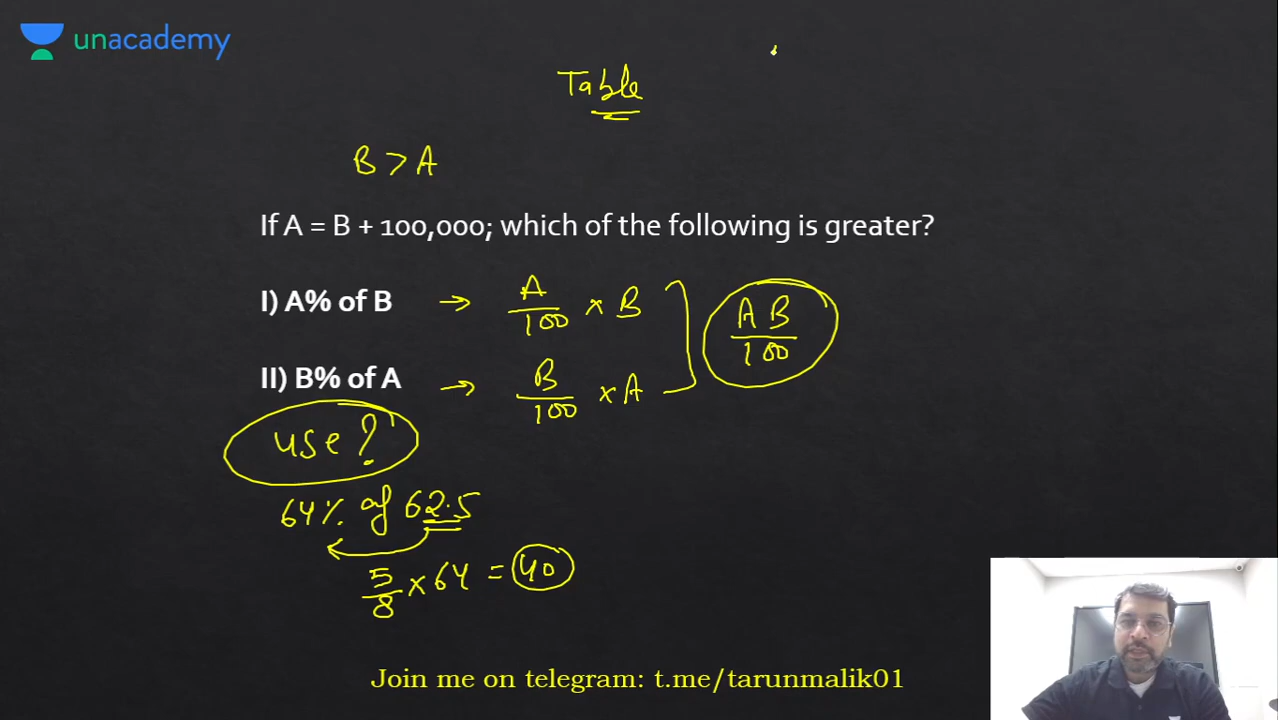 unacademy
Table
B > A
If A = B + 100,000; which of the following is greater?
I) A% of B → A/100 × B
AB/100
II) B% of A → B/100 × A
use?
64% of 62.5
5/8 × 64 = 40
Join me on telegram: t.me/tarunmalik01